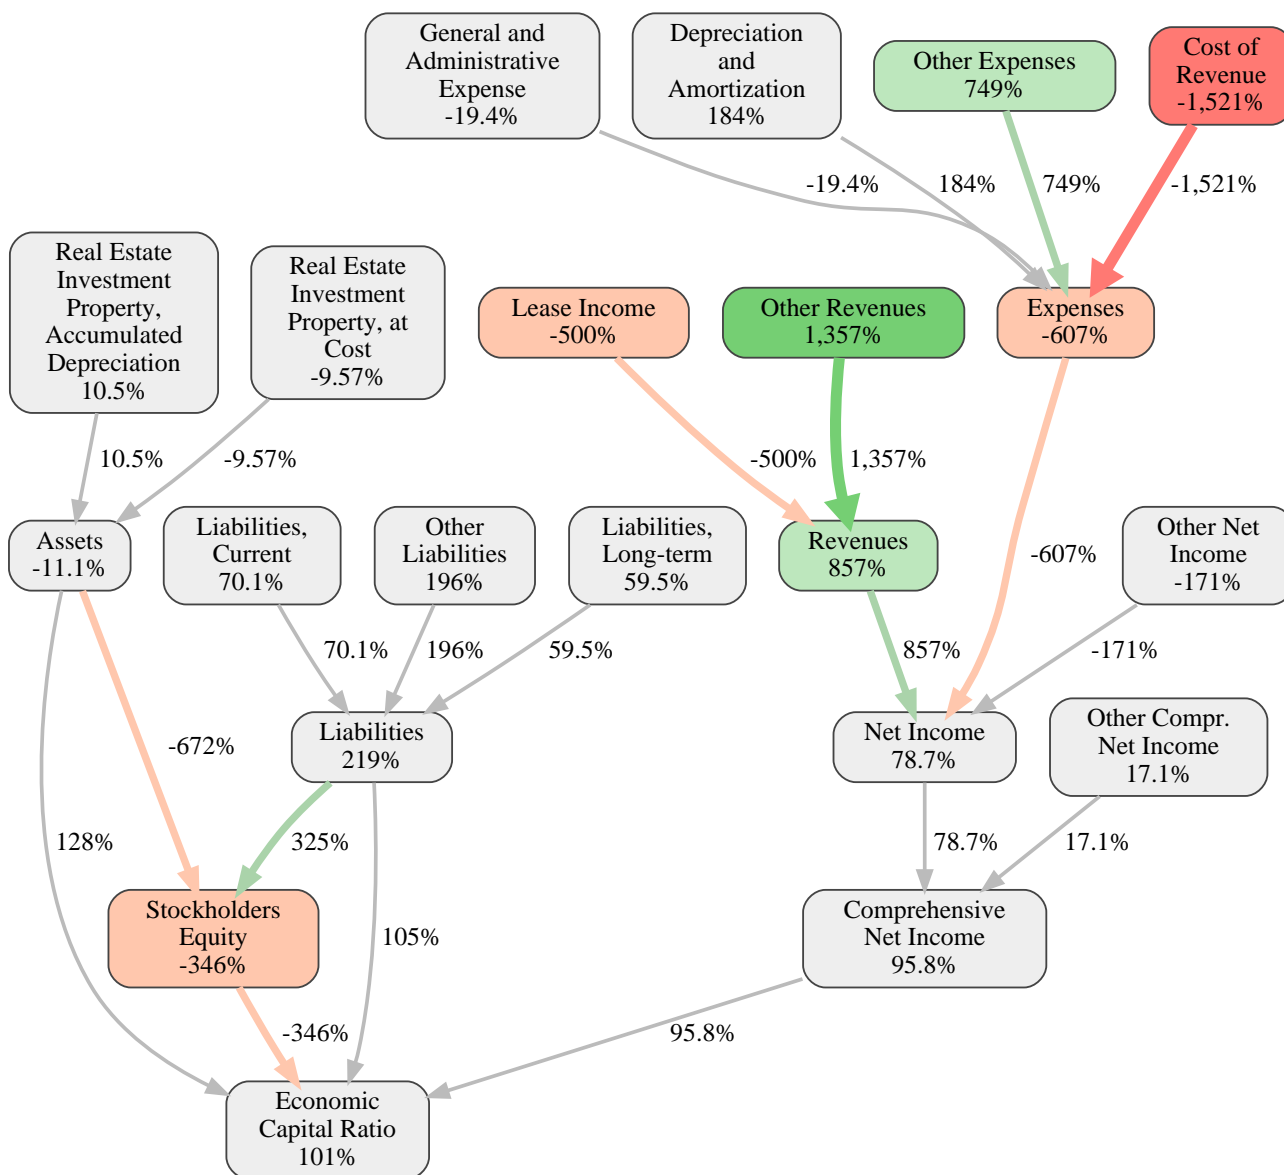 General and
Administrative
Expense
-19.4%
Depreciation
and
Amortization
184%
Other Expenses
749%
Cost of
Revenue
-1,521%
-19.4%
184%
749%
-1,521%
Real Estate
Investment
Property,
Accumulated
Depreciation
10.5%
Real Estate
Investment
Property, at
Cost
-9.57%
Lease Income
-500%
Other Revenues
1,357%
Expenses
-607%
10.5%
-9.57%
-500%
1,357%
-607%
Assets
-11.1%
Liabilities,
Current
70.1%
Other
Liabilities
196%
Liabilities,
Long-term
59.5%
Revenues
857%
Other Net
Income
-171%
70.1%
196%
59.5%
857%
-171%
-672%
Liabilities
219%
Net Income
78.7%
Other Compr.
Net Income
17.1%
128%
325%
105%
78.7%
17.1%
Stockholders
Equity
-346%
Comprehensive
Net Income
95.8%
-346%
95.8%
Economic
Capital Ratio
101%